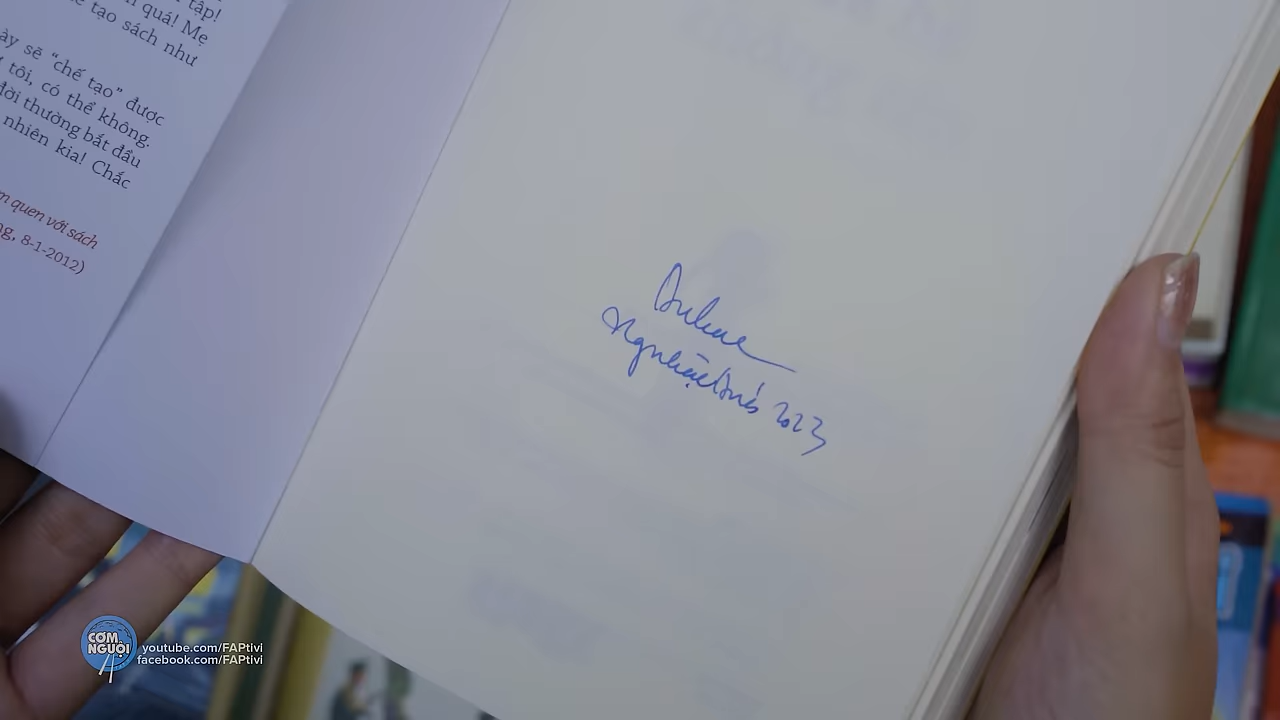 tập!
quá! Mẹ
tạo sách như
sẽ “chế tạo” được
tôi, có thể không.
đời thường bắt đầu
nhiên kia! Chắc
quen với sách
8-1-2012)
Nguyễn Nhật Ánh 2023
CƠM
NGUỘI
youtube.com/FAPtivi
facebook.com/FAPtivi